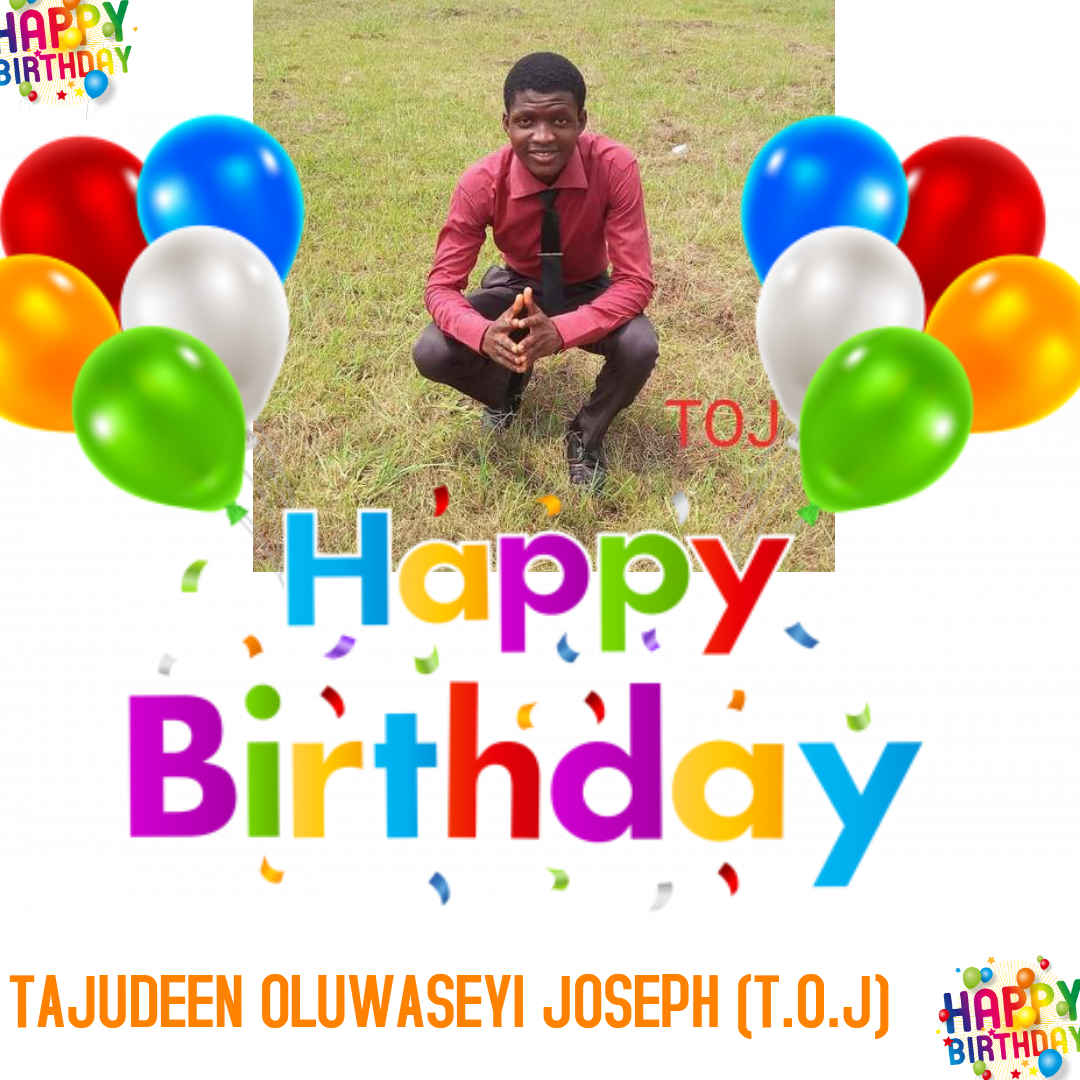 HAPPY
BIRTHDAY
TOJ
Happy
Birthday
TAJUDEEN OLUWASEYI JOSEPH (T.O.J)
HAPPY
BIRTHDAY